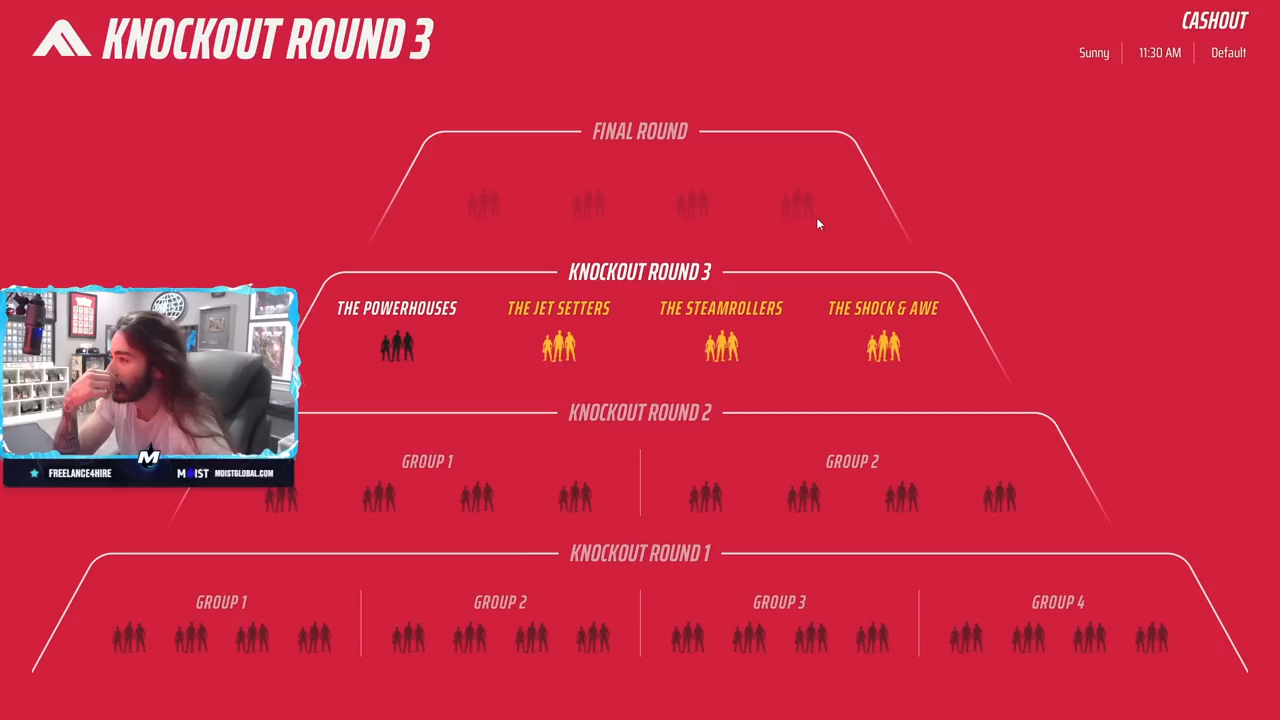 KNOCKOUT ROUND 3
CASHOUT
Sunny
11:30 AM
Default
FINAL ROUND
KNOCKOUT ROUND 3
THE POWERHOUSES
THE JET SETTERS
THE STEAMROLLERS
THE SHOCK & AWE
KNOCKOUT ROUND 2
GROUP 1
GROUP 2
M
FREELANCE4HIRE
MOIST
MOISTGLOBAL.COM
KNOCKOUT ROUND 1
GROUP 1
GROUP 2
GROUP 3
GROUP 4